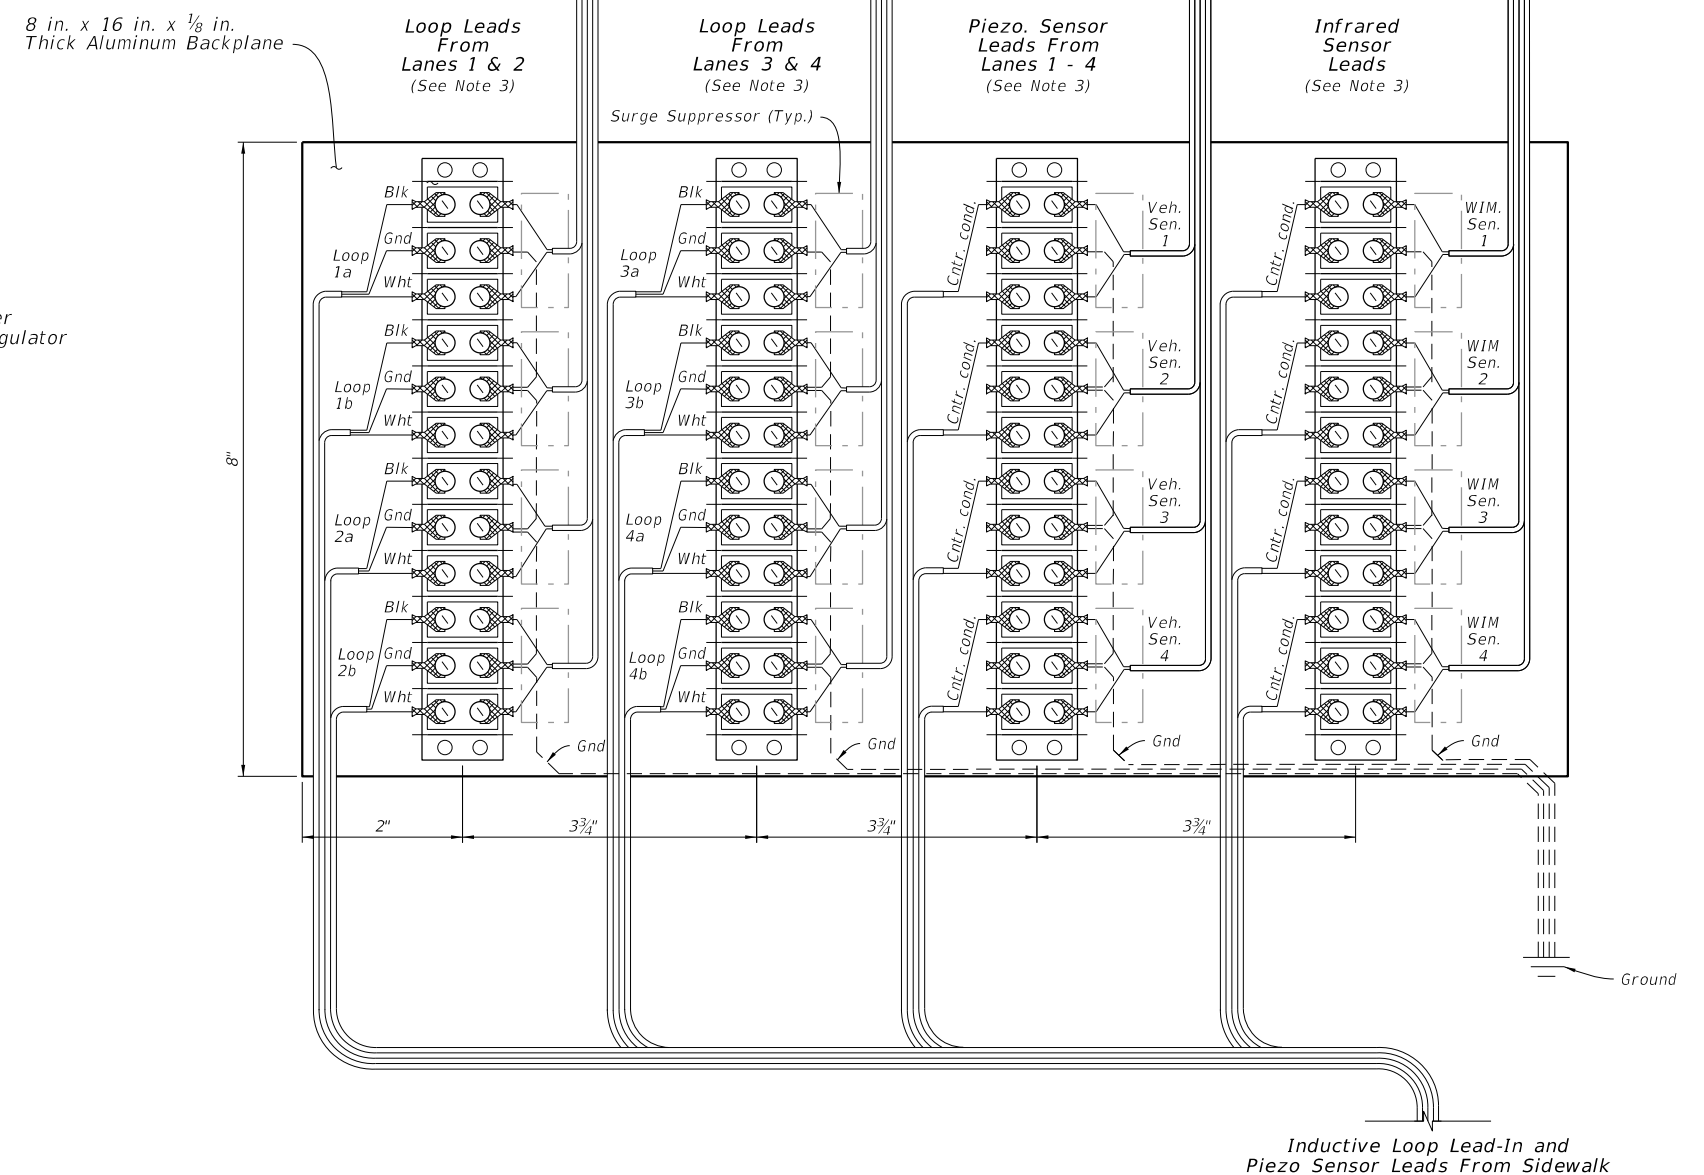 8 in. x 16 in. x 1/8 in.
Thick Aluminum Backplane
Loop Leads
From
Lanes 1 & 2
(See Note 3)
Loop Leads
From
Lanes 3 & 4
(See Note 3)
Piezo. Sensor
Leads From
Lanes 1 - 4
(See Note 3)
Infrared
Sensor
Leads
(See Note 3)
Surge Suppressor (Typ.)
er
gulator
8"
Blk
Gnd
Wht
Loop
1a
Blk
Gnd
Wht
Loop
1b
Blk
Gnd
Wht
Loop
2a
Blk
Gnd
Wht
Loop
2b
Gnd
Blk
Gnd
Wht
Loop
3a
Blk
Gnd
Wht
Loop
3b
Blk
Gnd
Wht
Loop
4a
Blk
Gnd
Wht
Loop
4b
Gnd
Cntr. cond.
Veh.
Sen.
1
Cntr. cond.
Veh.
Sen.
2
Cntr. cond.
Veh.
Sen.
3
Cntr. cond.
Veh.
Sen.
4
Gnd
Cntr. cond.
WIM.
Sen.
1
Cntr. cond.
WIM
Sen.
2
Cntr. cond.
WIM
Sen.
3
Cntr. cond.
WIM
Sen.
4
Gnd
2"
3¾"
3¾"
3¾"
Ground
Inductive Loop Lead-In and
Piezo Sensor Leads From Sidewalk